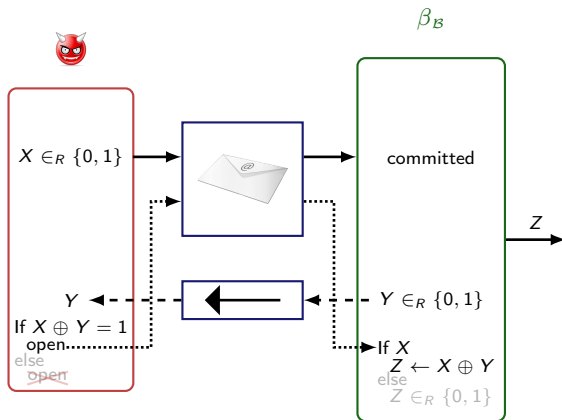 β_ℬ
X ∈_R {0, 1}
@
committed
Z
Y
Y ∈_R {0, 1}
If X ⊕ Y = 1
open
else
open
If X
Z ← X ⊕ Y
else
Z ∈_R {0, 1}